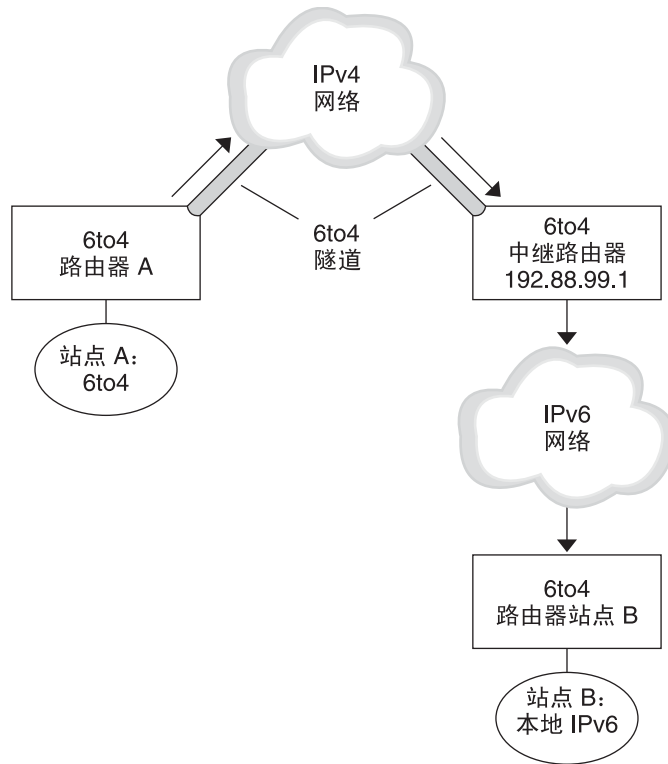 IPv4
网络
6to4
路由器 A
6to4
隧道
6to4
中继路由器
192.88.99.1
站点 A：
6to4
IPv6
网络
6to4
路由器站点 B
站点 B：
本地 IPv6